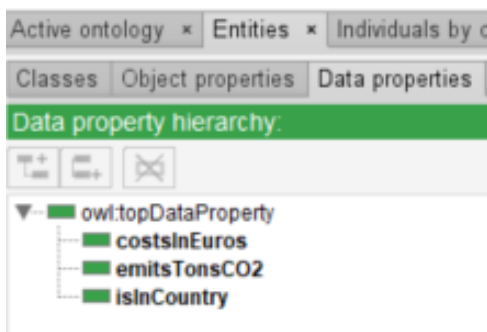 Active ontology × Entities × Individuals by
Classes Object properties Data properties
Data property hierarchy:
owl:topDataProperty
costsInEuros
emitsTonsCO2
isInCountry